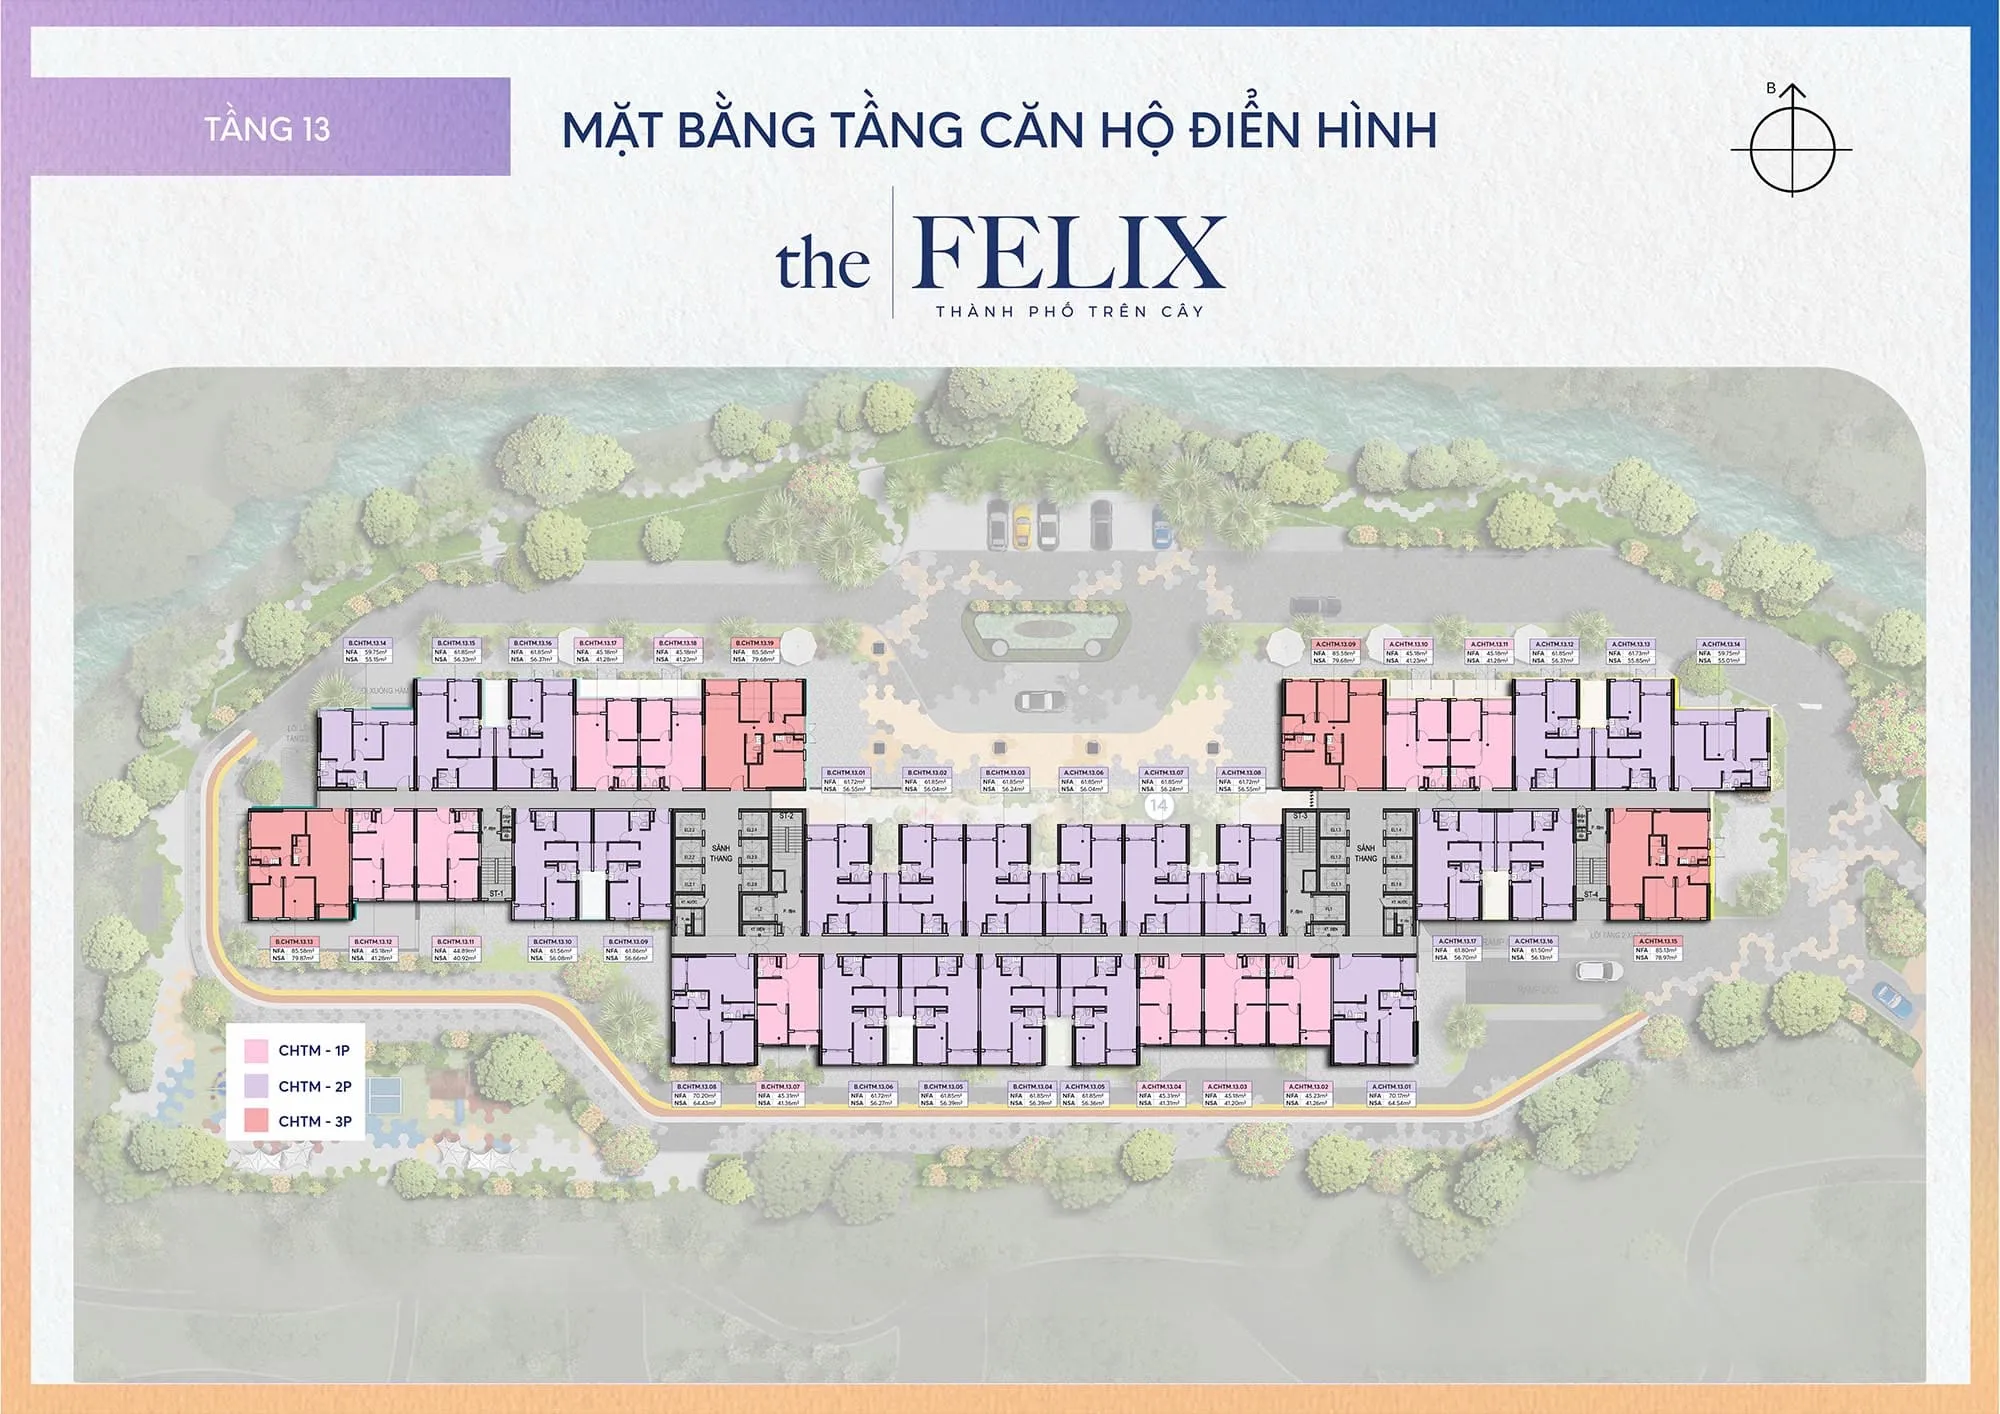 TẦNG 13
MẶT BẰNG TẦNG CĂN HỘ ĐIỂN HÌNH
B
the FELIX
THÀNH PHỐ TRÊN CÂY
B.CHTM.13.14
NFA 59.75m²
NSA 55.15m²
B.CHTM.13.15
NFA 61.85m²
NSA 56.33m²
B.CHTM.13.16
NFA 61.85m²
NSA 56.37m²
B.CHTM.13.17
NFA 45.18m²
NSA 41.28m²
B.CHTM.13.18
NFA 45.18m²
NSA 41.23m²
B.CHTM.13.19
NFA 85.58m²
NSA 79.68m²
A.CHTM.13.09
NFA 85.58m²
NSA 79.68m²
A.CHTM.13.10
NFA 45.18m²
NSA 41.23m²
A.CHTM.13.11
NFA 45.18m²
NSA 41.28m²
A.CHTM.13.12
NFA 61.85m²
NSA 56.37m²
A.CHTM.13.13
NFA 61.73m²
NSA 55.85m²
A.CHTM.13.14
NFA 59.75m²
NSA 55.01m²
B.CHTM.13.01
NFA 61.72m²
NSA 56.55m²
B.CHTM.13.02
NFA 61.85m²
NSA 56.04m²
B.CHTM.13.03
NFA 61.85m²
NSA 56.24m²
A.CHTM.13.06
NFA 61.85m²
NSA 56.04m²
A.CHTM.13.07
NFA 61.85m²
NSA 56.24m²
A.CHTM.13.08
NFA 61.72m²
NSA 56.55m²
14
ST-1
SẢNH
THANG
ST-2
ST-3
SẢNH
THANG
ST-4
B.CHTM.13.13
NFA 85.58m²
NSA 79.87m²
B.CHTM.13.12
NFA 45.18m²
NSA 41.26m²
B.CHTM.13.11
NFA 44.89m²
NSA 40.92m²
B.CHTM.13.10
NFA 61.56m²
NSA 56.08m²
B.CHTM.13.09
NFA 61.86m²
NSA 56.66m²
A.CHTM.13.17
NFA 61.80m²
NSA 56.70m²
A.CHTM.13.16
NFA 61.50m²
NSA 56.13m²
A.CHTM.13.15
NFA 85.13m²
NSA 78.97m²
CHTM - 1P
CHTM - 2P
CHTM - 3P
B.CHTM.13.08
NFA 70.20m²
NSA 64.43m²
B.CHTM.13.07
NFA 45.31m²
NSA 41.36m²
B.CHTM.13.06
NFA 61.72m²
NSA 56.27m²
B.CHTM.13.05
NFA 61.85m²
NSA 56.39m²
B.CHTM.13.04
NFA 61.85m²
NSA 56.39m²
A.CHTM.13.05
NFA 61.85m²
NSA 56.36m²
A.CHTM.13.04
NFA 45.31m²
NSA 41.31m²
A.CHTM.13.03
NFA 45.18m²
NSA 41.20m²
A.CHTM.13.02
NFA 45.23m²
NSA 41.26m²
A.CHTM.13.01
NFA 70.17m²
NSA 64.54m²